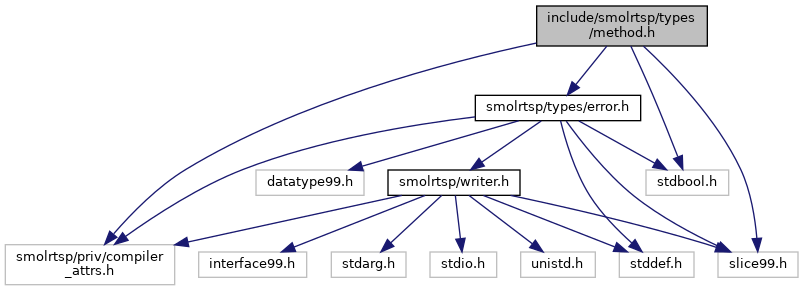 include/smolrtsp/types
/method.h
smolrtsp/types/error.h
datatype99.h
smolrtsp/writer.h
stdbool.h
smolrtsp/priv/compiler
_attrs.h
interface99.h
stdarg.h
stdio.h
unistd.h
stddef.h
slice99.h